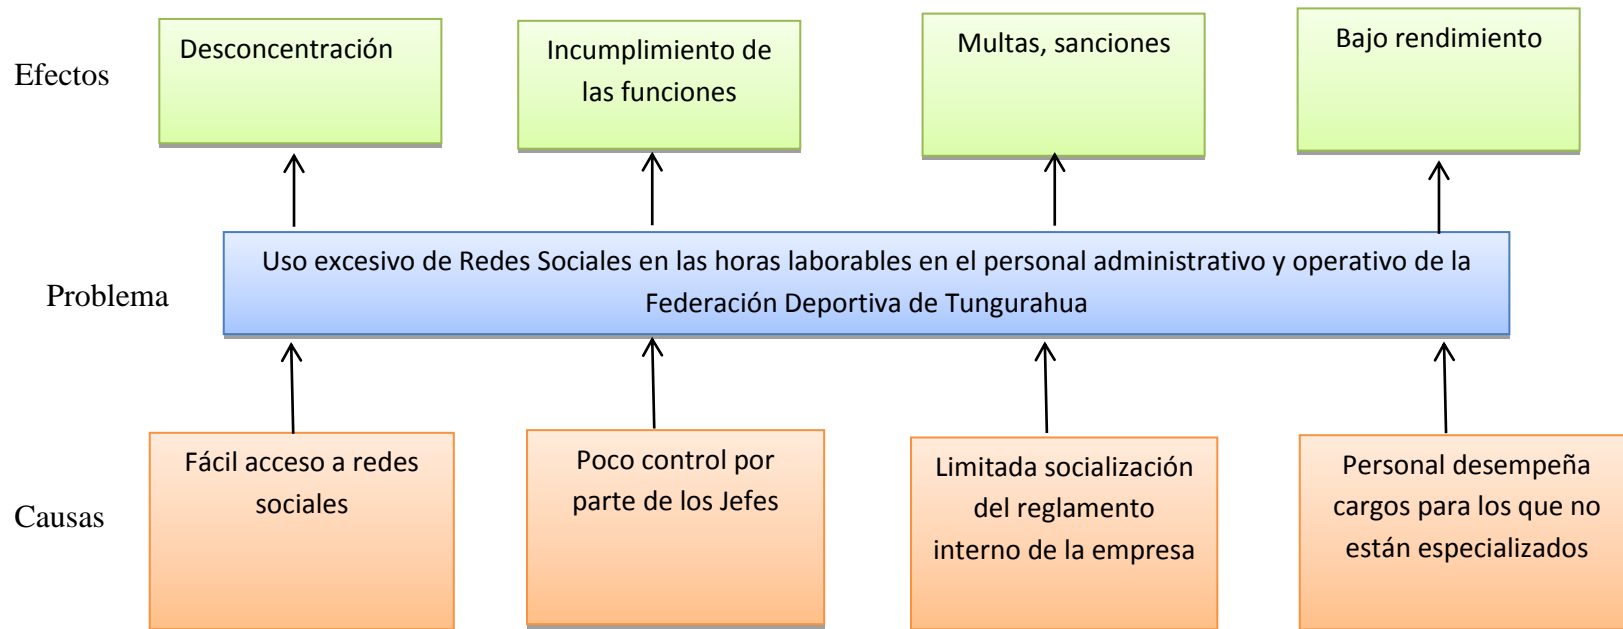 Efectos
Desconcentración
Incumplimiento de
las funciones
Multas, sanciones
Bajo rendimiento
Problema
Uso excesivo de Redes Sociales en las horas laborables en el personal administrativo y operativo de la
Federación Deportiva de Tungurahua
Causas
Fácil acceso a redes
sociales
Poco control por
parte de los Jefes
Limitada socialización
del reglamento
interno de la empresa
Personal desempeña
cargos para los que no
están especializados